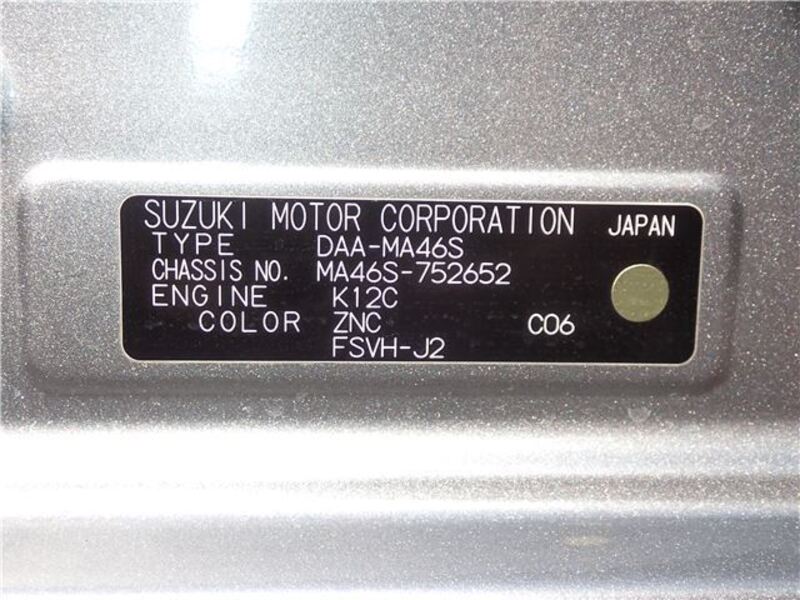 SUZUKI MOTOR CORPORATION JAPAN
TYPE DAA-MA46S
CHASSIS NO. MA46S-752652
ENGINE K12C
COLOR ZNC C06
FSVH-J2